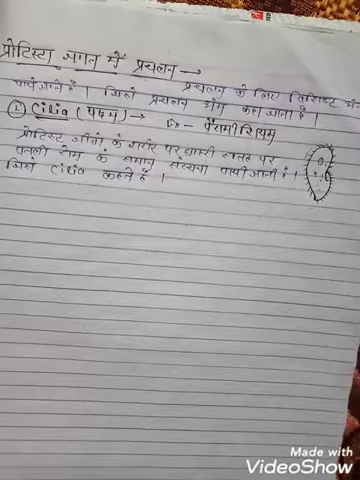 प्रोटिस्टा जगत में प्रचलन →
प्रचलन के लिए विशिष्ट अं
पाये जाते है। जिसे प्रचलन अंग कहा जाता है।
① Cilia (पक्ष्म) → Ex - पैरामीशियम
प्रोटिस्ट जीवों के शरीर पर बाहरी सतह पर
पतली रोम के समान संरचना पायी जाती है।
जिसे Cilia कहते है।
Made with
VideoShow